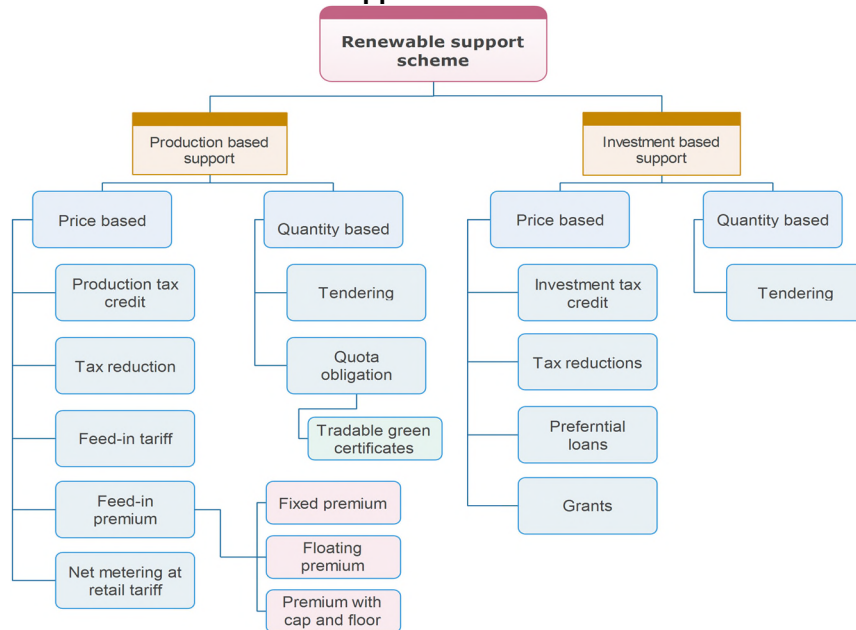 Renewable support
scheme
Production based
support
Investment based
support
Price based
Quantity based
Price based
Quantity based
Production tax
credit
Tendering
Investment tax
credit
Tendering
Tax reduction
Quota
obligation
Tax reductions
Feed-in tariff
Tradable green
certificates
Preferntial
loans
Feed-in
premium
Fixed premium
Grants
Floating
premium
Net metering at
retail tariff
Premium with
cap and floor